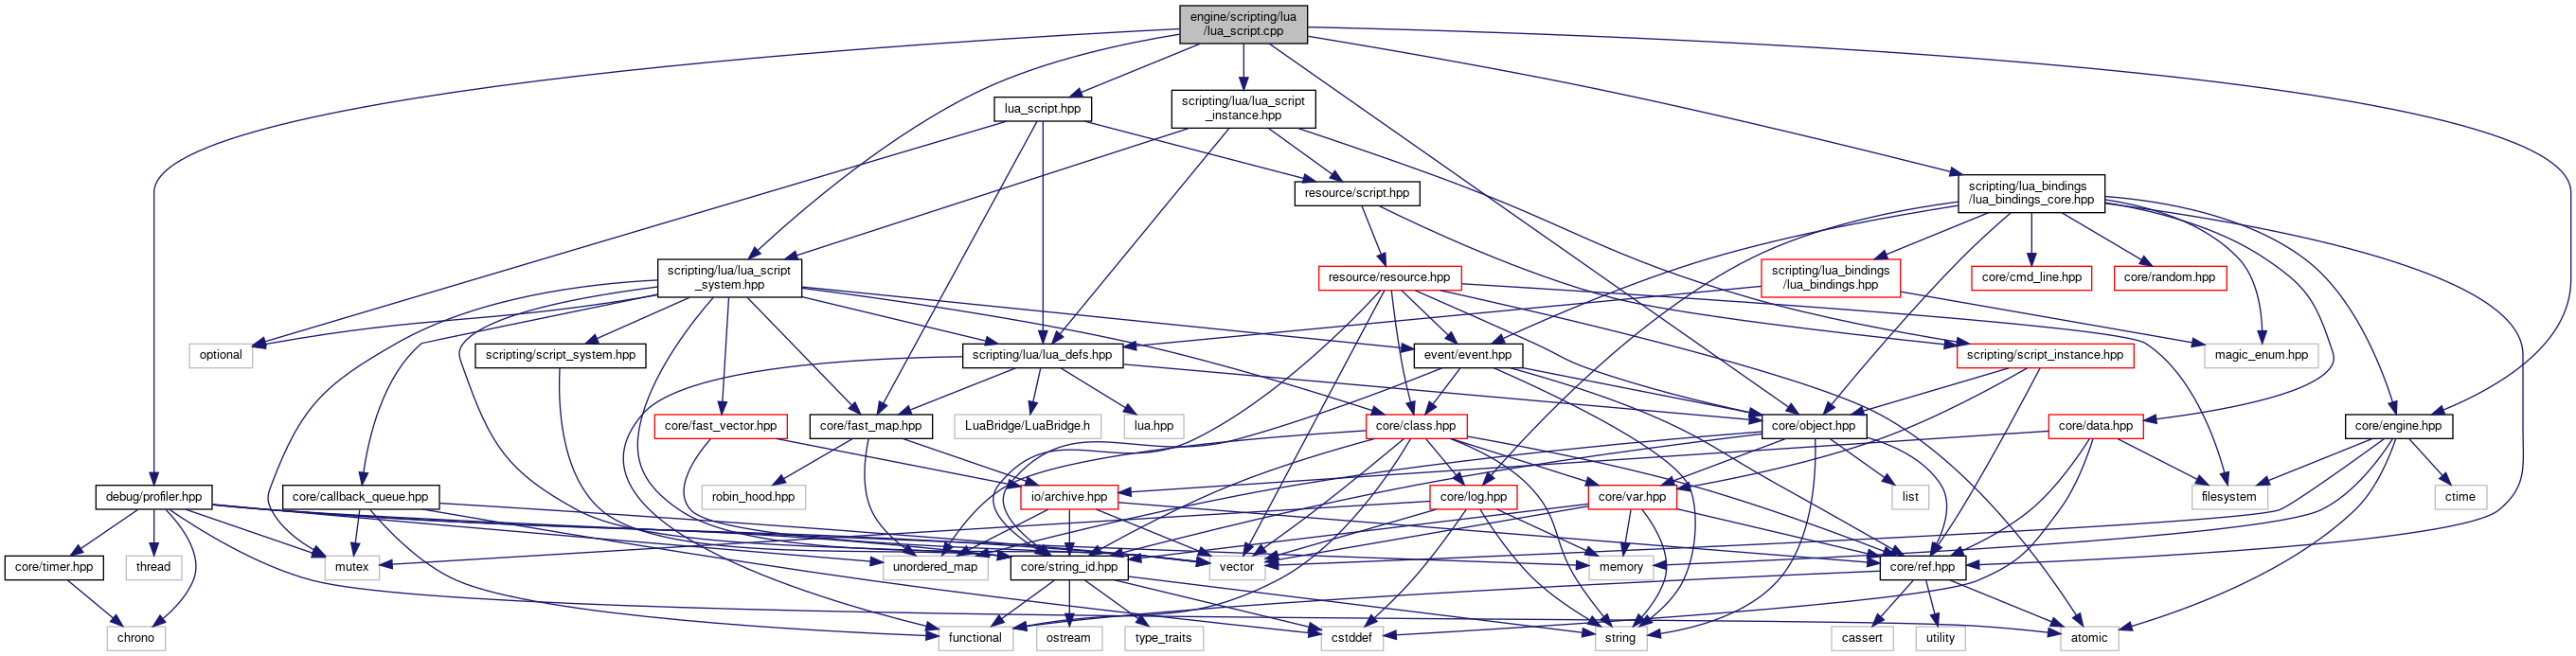 engine/scripting/lua
/lua_script.cpp
lua_script.hpp
scripting/lua/lua_script
_instance.hpp
resource/script.hpp
scripting/lua_bindings
/lua_bindings_core.hpp
scripting/lua/lua_script
_system.hpp
resource/resource.hpp
scripting/lua_bindings
/lua_bindings.hpp
core/cmd_line.hpp
core/random.hpp
optional
scripting/script_system.hpp
scripting/lua/lua_defs.hpp
event/event.hpp
scripting/script_instance.hpp
magic_enum.hpp
core/fast_vector.hpp
core/fast_map.hpp
LuaBridge/LuaBridge.h
lua.hpp
core/class.hpp
core/object.hpp
core/data.hpp
core/engine.hpp
debug/profiler.hpp
core/callback_queue.hpp
robin_hood.hpp
io/archive.hpp
core/log.hpp
core/var.hpp
list
filesystem
ctime
core/timer.hpp
thread
mutex
unordered_map
core/string_id.hpp
vector
memory
core/ref.hpp
chrono
functional
ostream
type_traits
cstddef
string
cassert
utility
atomic